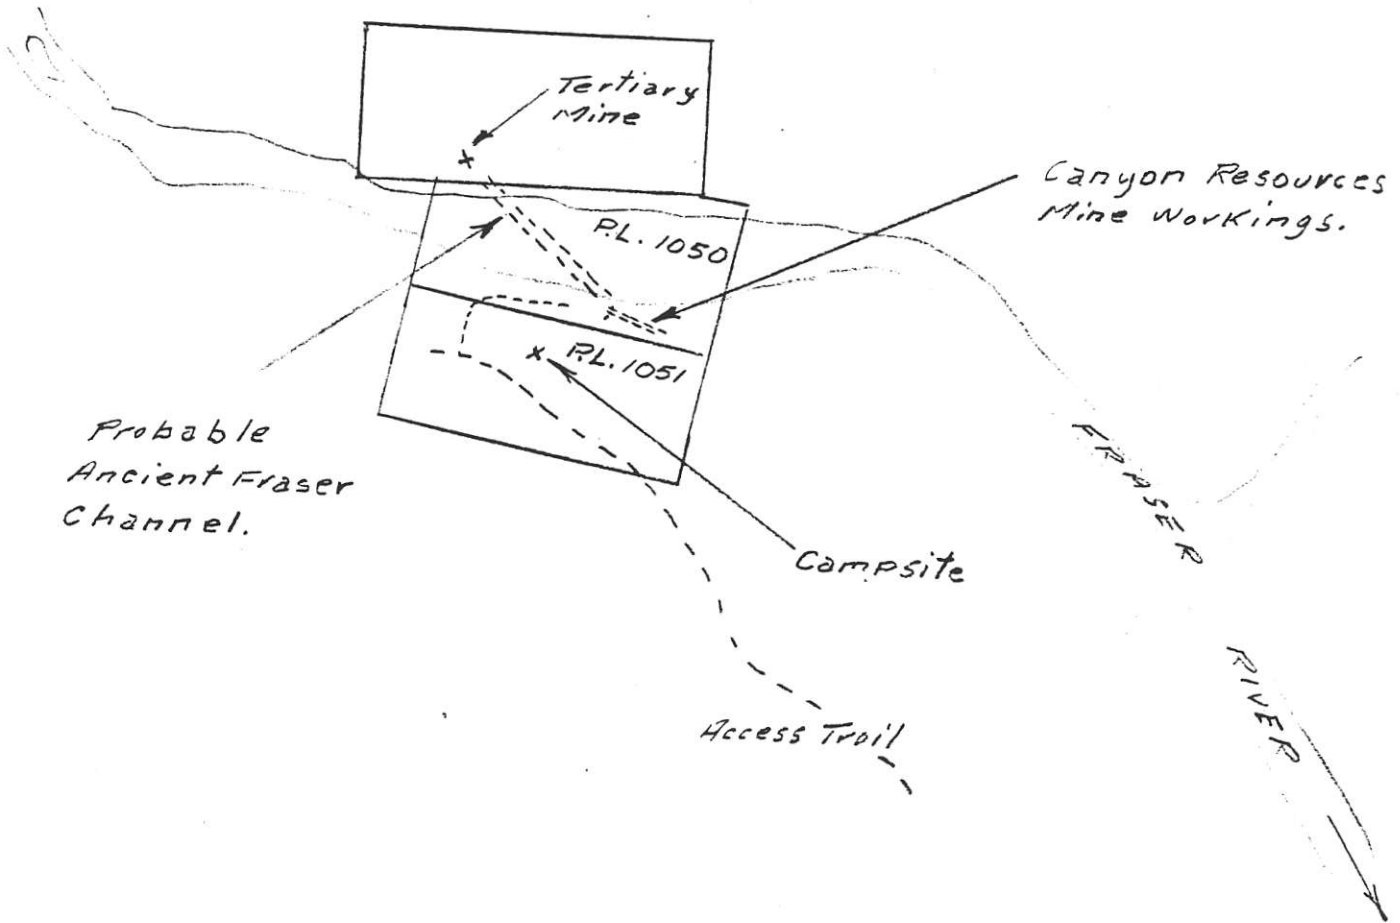 Tertiary
Mine
Canyon Resources
Mine Workings.
P.L. 1050
P.L. 1051
Probable
Ancient Fraser
Channel.
Campsite
FRASER
RIVER
Access Trail